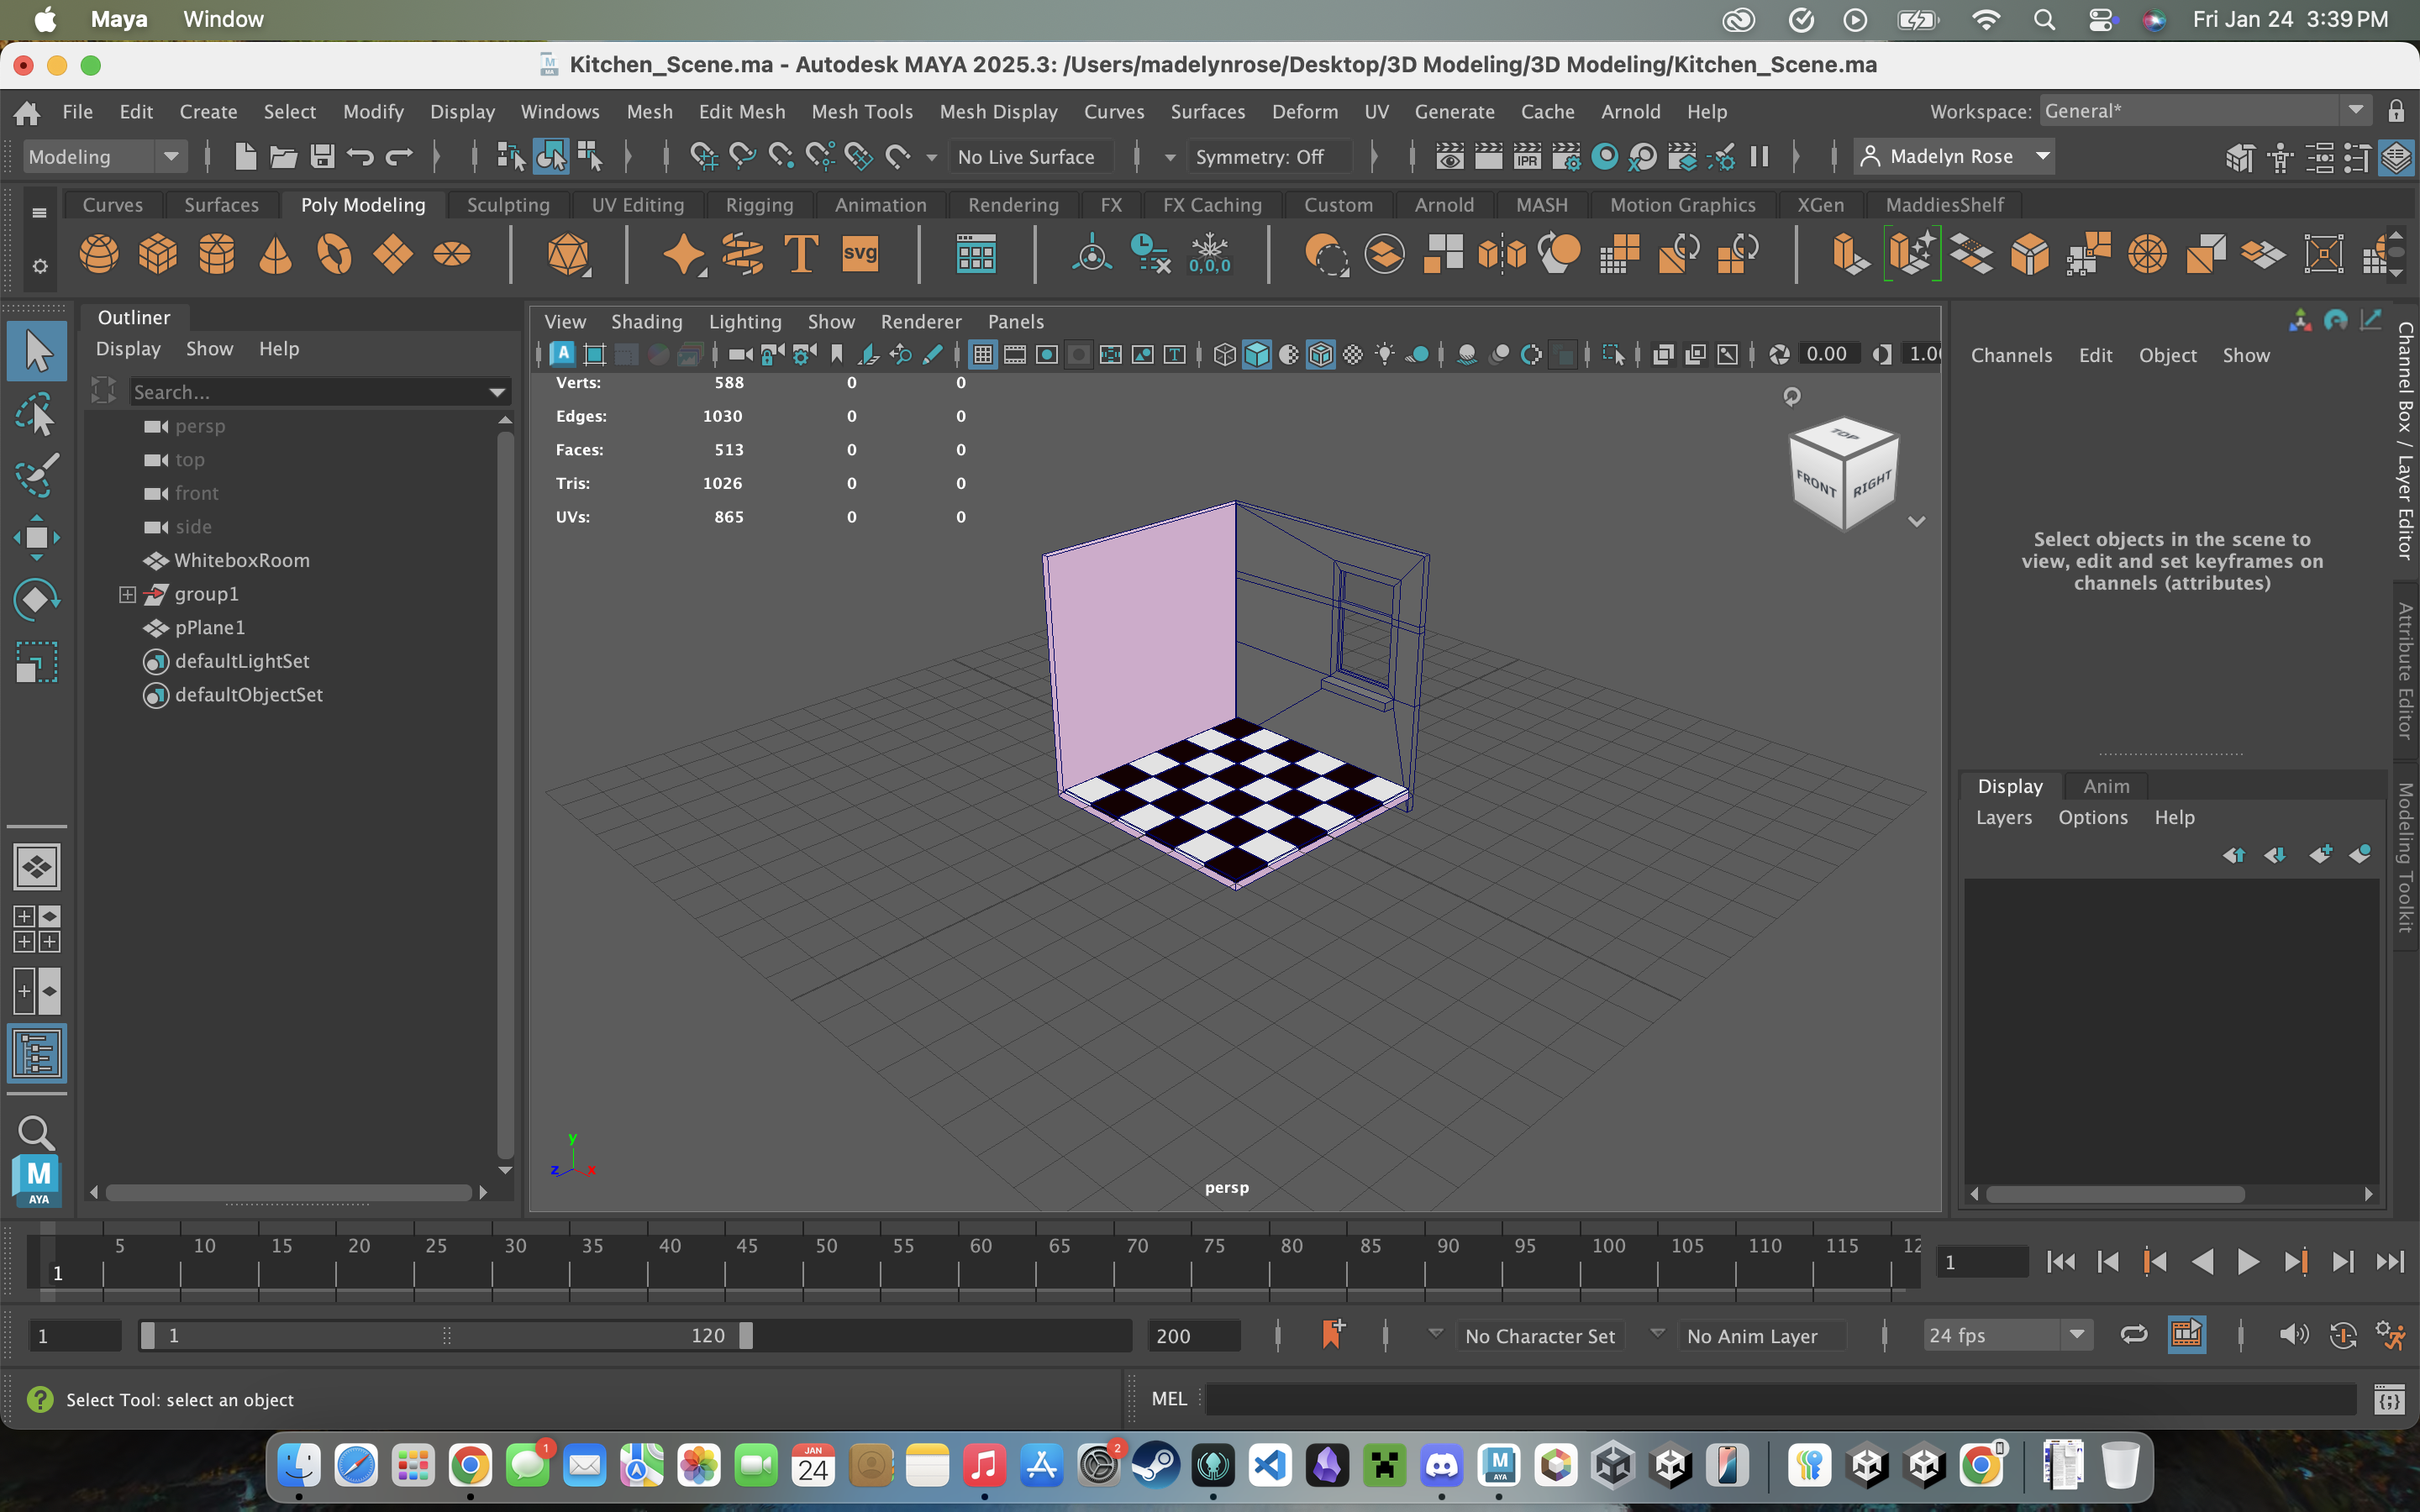 Maya Window Fri Jan 24 3:39 PM
Kitchen_Scene.ma - Autodesk MAYA 2025.3: /Users/madelynrose/Desktop/3D Modeling/3D Modeling/Kitchen_Scene.ma
File Edit Create Select Modify Display Windows Mesh Edit Mesh Mesh Tools Mesh Display Curves Surfaces Deform UV Generate Cache Arnold Help Workspace: General*
Modeling No Live Surface Symmetry: Off IPR Madelyn Rose
Curves Surfaces Poly Modeling Sculpting UV Editing Rigging Animation Rendering FX FX Caching Custom Arnold MASH Motion Graphics XGen MaddiesShelf
T svg 0,0,0
Outliner
Display Show Help
Search...
persp
top
front
side
WhiteboxRoom
group1
pPlane1
defaultLightSet
defaultObjectSet
View Shading Lighting Show Renderer Panels
A T 0.00 1.00
Verts: 588 0 0
Edges: 1030 0 0
Faces: 513 0 0
Tris: 1026 0 0
UVs: 865 0 0
TOP
FRONT RIGHT
y
z x
persp
Channels Edit Object Show
Select objects in the scene to
view, edit and set keyframes on
channels (attributes)
Channel Box / Layer Editor
Attribute Editor
Modeling Toolkit
Display Anim
Layers Options Help
M
AYA
5 10 15 20 25 30 35 40 45 50 55 60 65 70 75 80 85 90 95 100 105 110 115 12
1 1
1 1 120 200 No Character Set No Anim Layer 24 fps
Select Tool: select an object MEL
1 JAN 24 2 M AYA